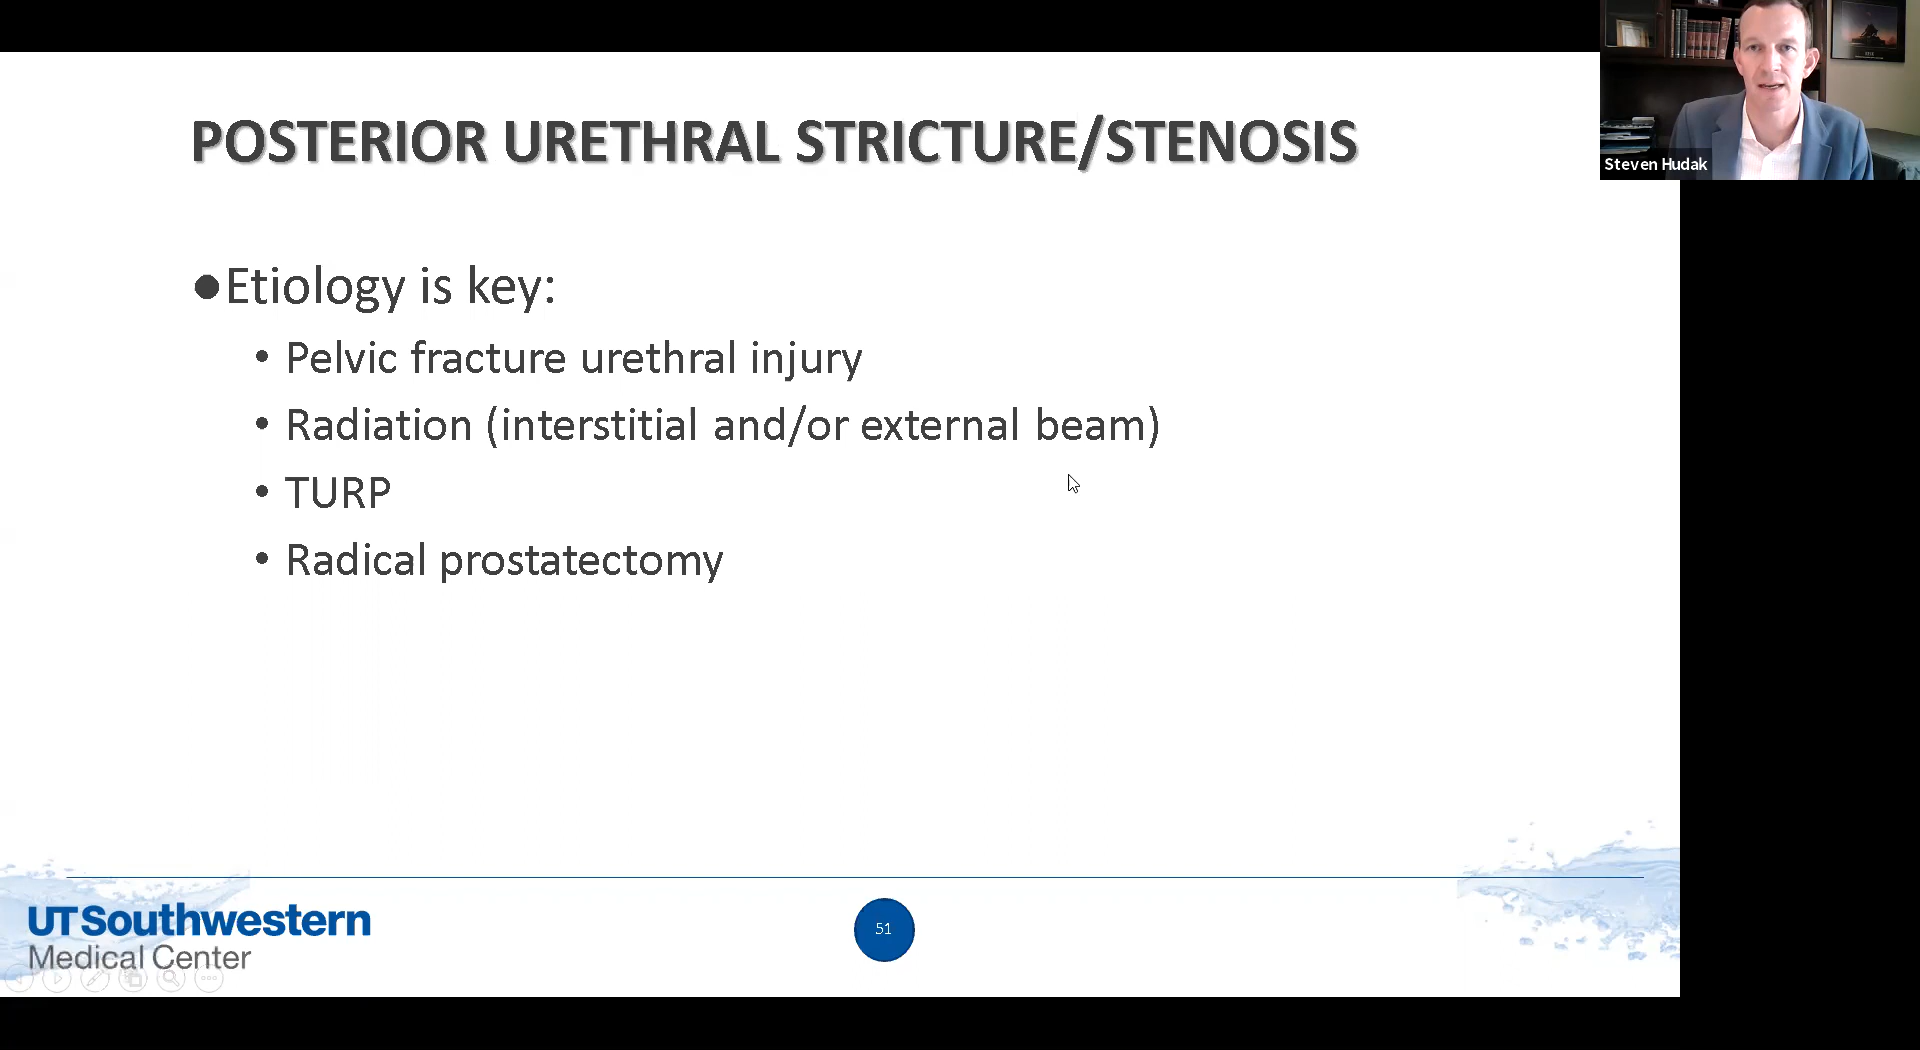 POSTERIOR URETHRAL STRICTURE/STENOSIS
Steven Hudak
●Etiology is key:
• Pelvic fracture urethral injury
• Radiation (interstitial and/or external beam)
• TURP
• Radical prostatectomy
UTSouthwestern
Medical Center
51